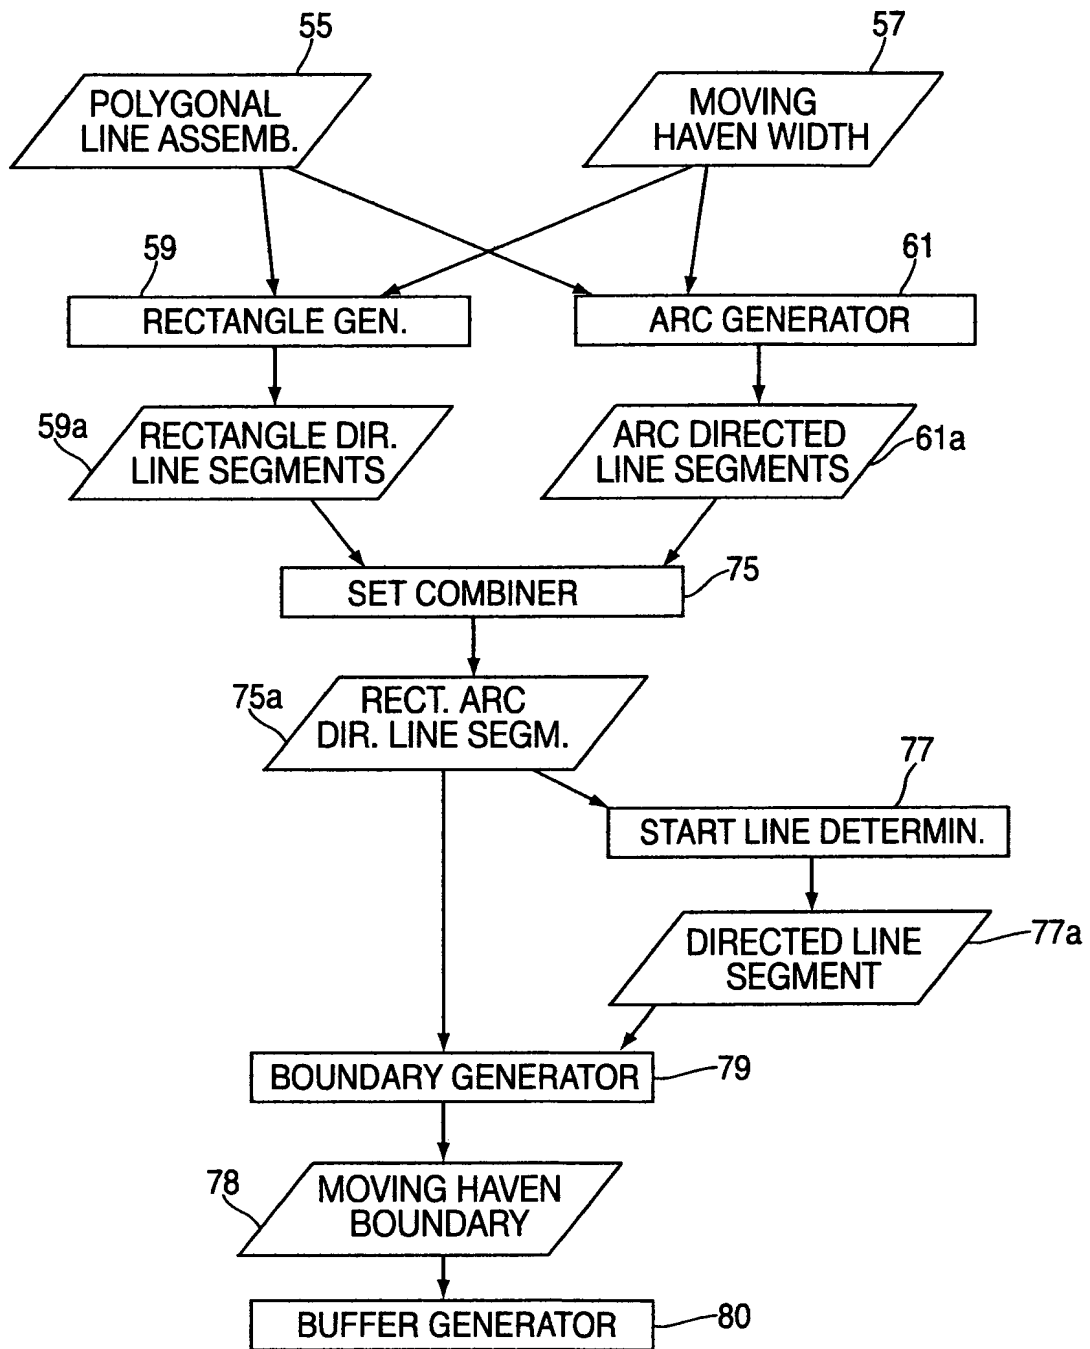 55
57
POLYGONAL
LINE ASSEMB.
MOVING
HAVEN WIDTH
59
61
RECTANGLE GEN.
ARC GENERATOR
59a
RECTANGLE DIR.
LINE SEGMENTS
ARC DIRECTED
LINE SEGMENTS
61a
SET COMBINER
75
75a
RECT. ARC
DIR. LINE SEGM.
77
START LINE DETERMIN.
DIRECTED LINE
SEGMENT
77a
BOUNDARY GENERATOR
79
78
MOVING HAVEN
BOUNDARY
BUFFER GENERATOR
80